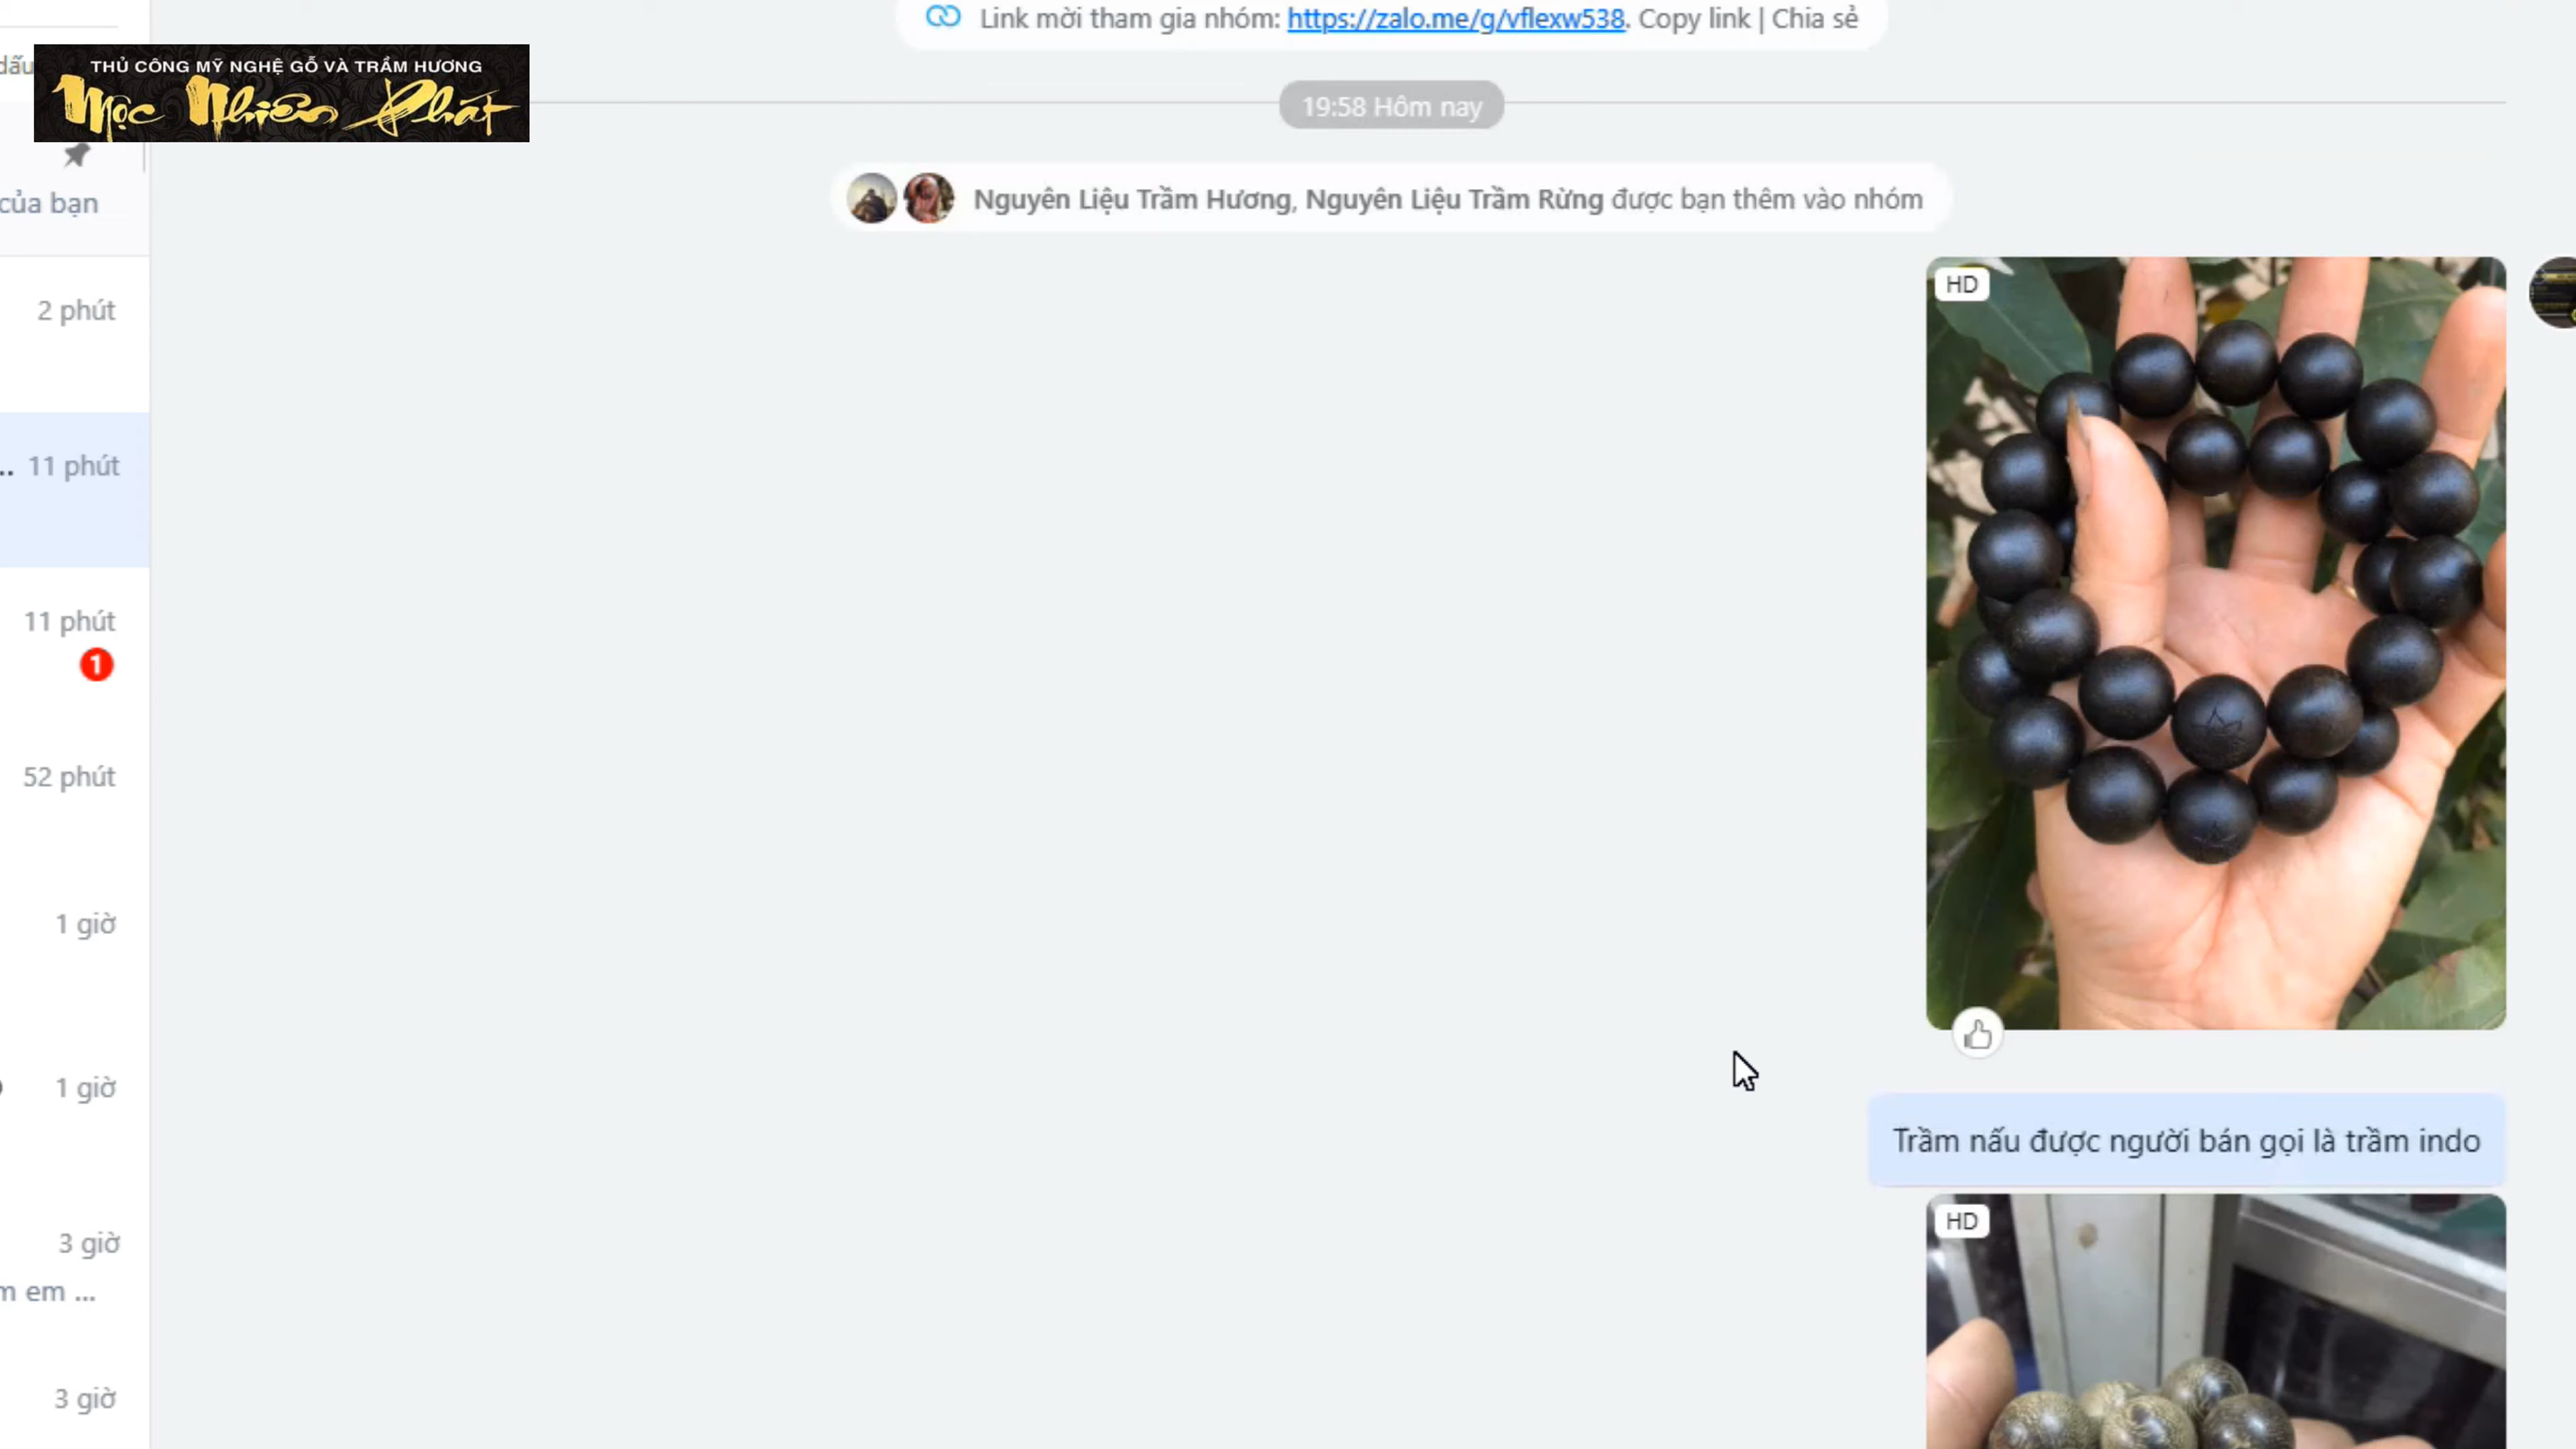 Link mời tham gia nhóm: https://zalo.me/g/vflexw538. Copy link | Chia sẻ
dấu
THỦ CÔNG MỸ NGHỆ GỖ VÀ TRẦM HƯƠNG
Mộc Nhiên Phát
19:58 Hôm nay
của bạn
Nguyên Liệu Trầm Hương, Nguyên Liệu Trầm Rừng được bạn thêm vào nhóm
HD
2 phút
... 11 phút
11 phút
1
52 phút
1 giờ
1 giờ
Trầm nấu được người bán gọi là trầm indo
HD
3 giờ
m em ...
3 giờ